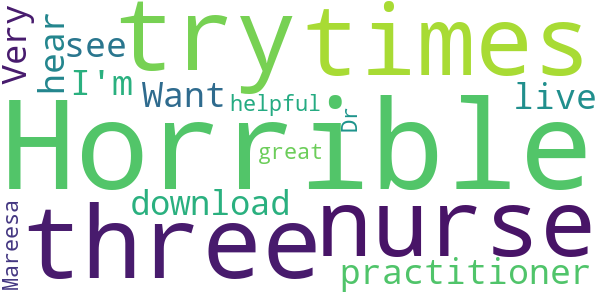 Very
hear
see
I'm
try
times
Want
helpful
Dr
live
Horrible
great
Mareesa
download
three
nurse
practitioner